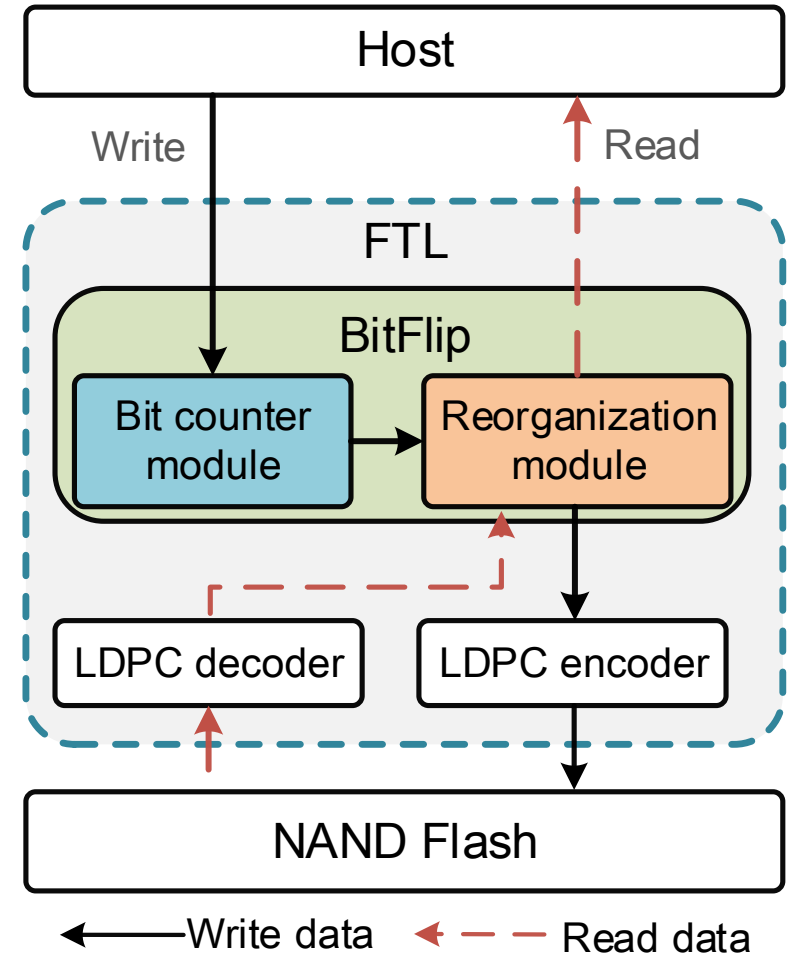 Host
Write
Read
FTL
BitFlip
Bit counter
module
Reorganization
module
LDPC decoder
LDPC encoder
NAND Flash
Write data
Read data